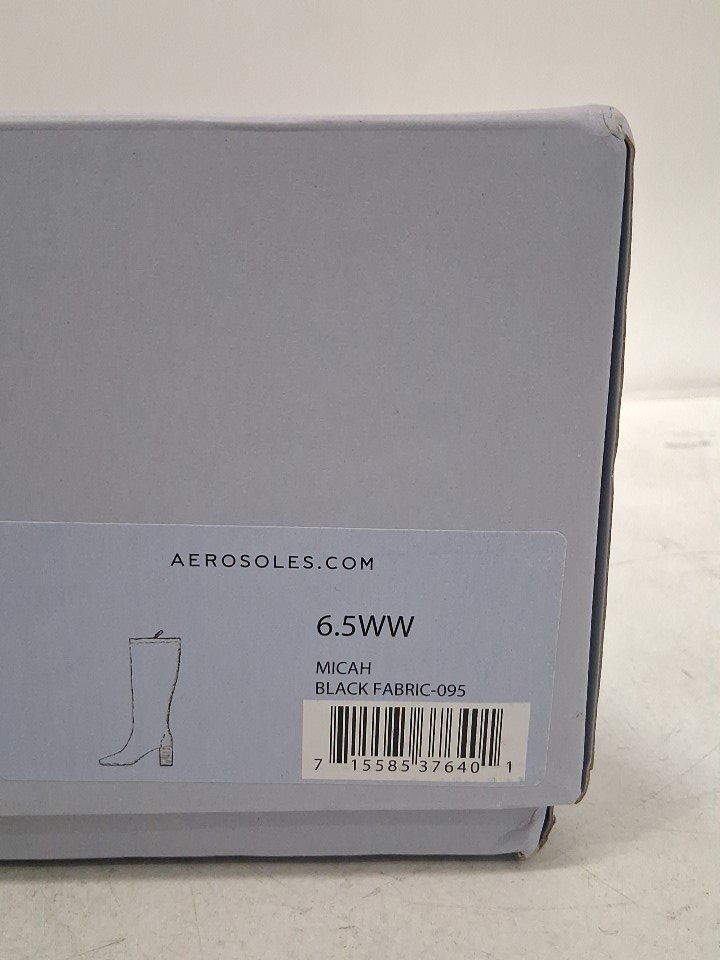 AEROSOLES.COM
6.5WW
MICAH
BLACK FABRIC-095
7 15585 37640 1